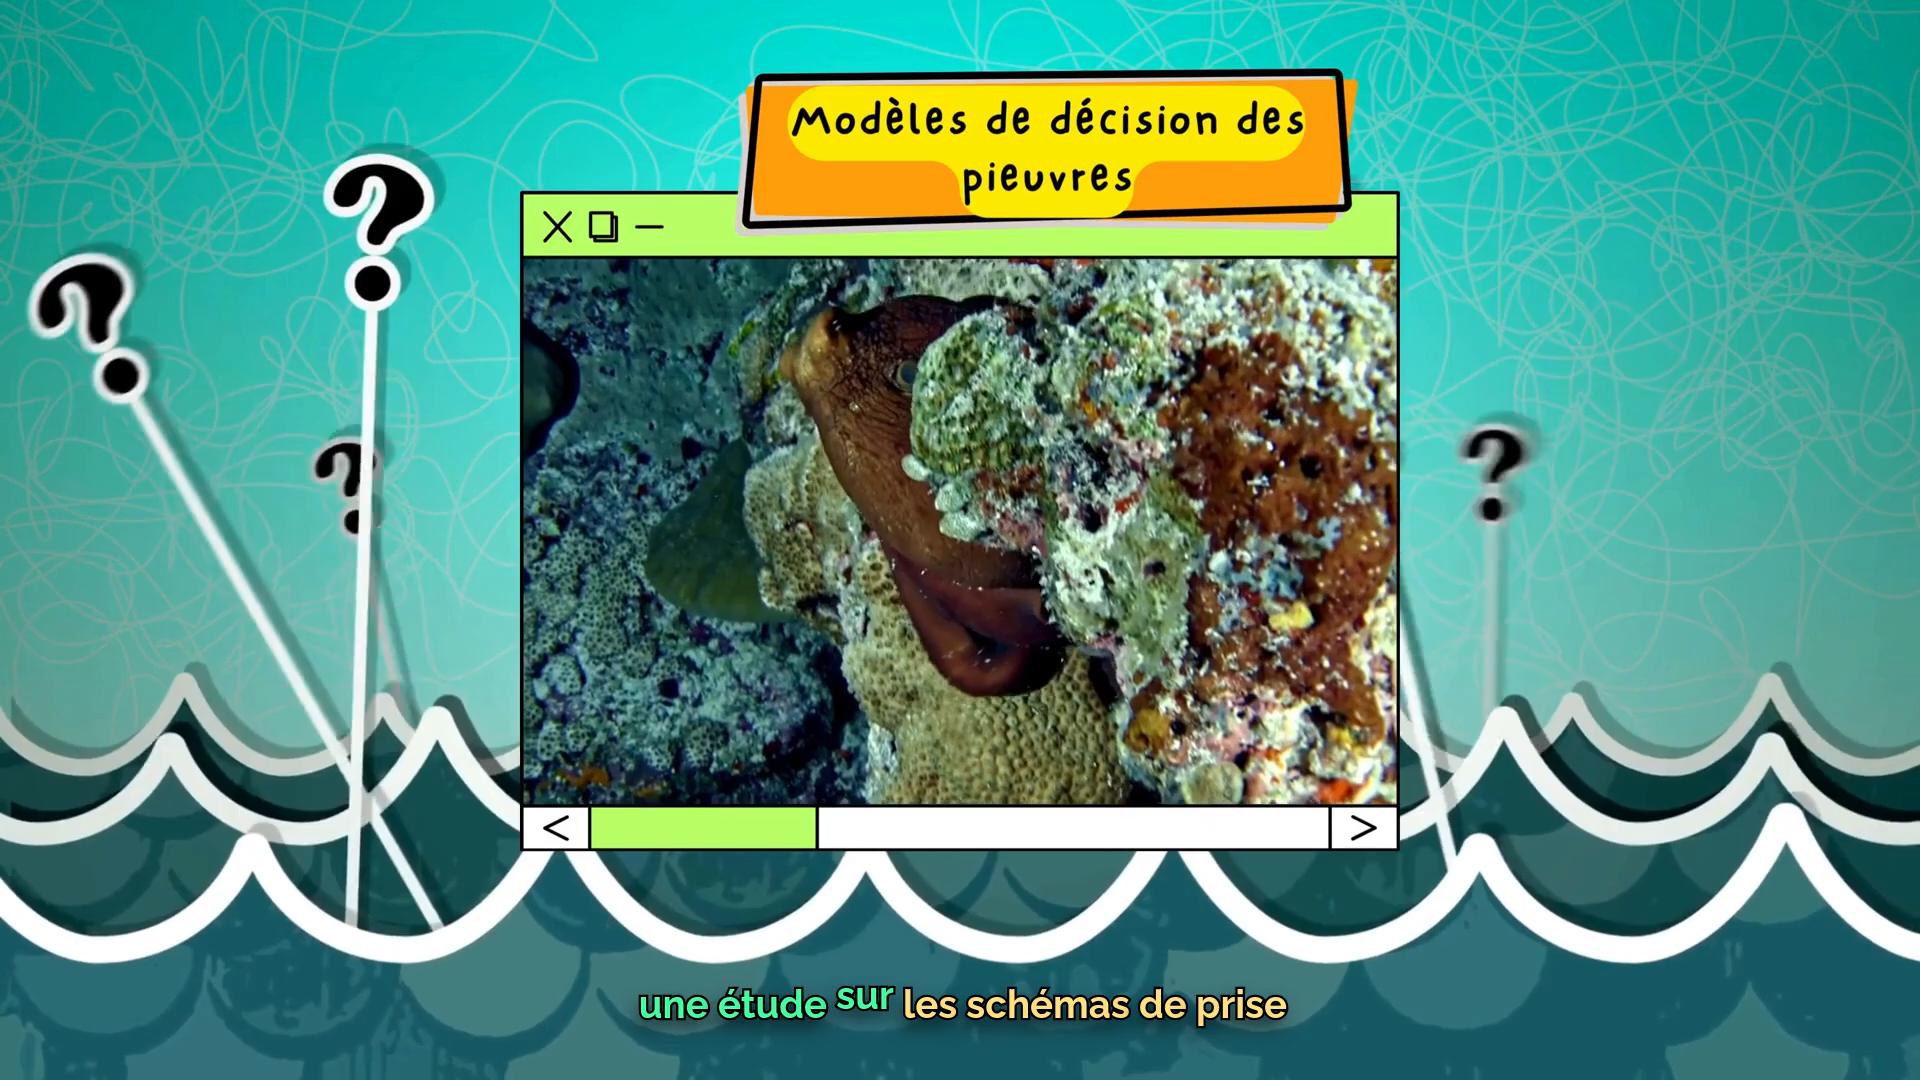 Modèles de décision des
pieuvres
?
?
?
?
<
>
une étude sur les schémas de prise